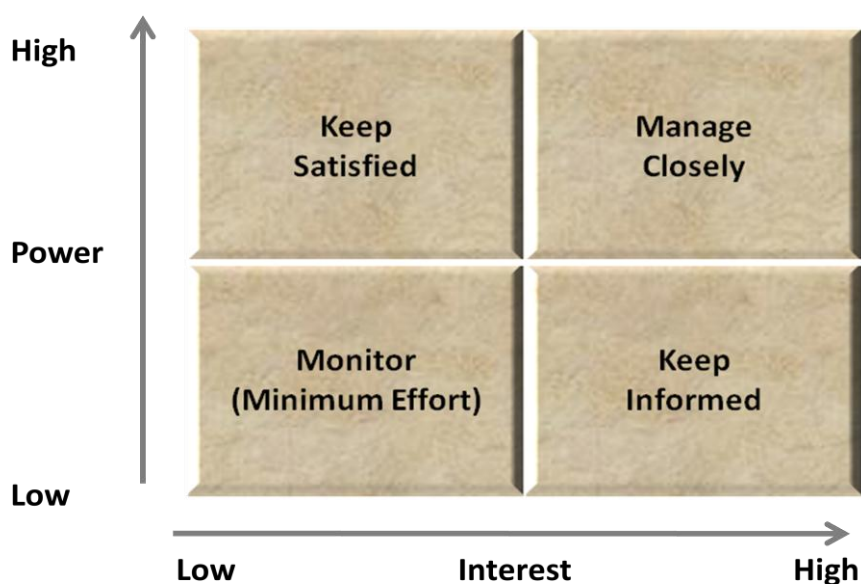 High
Keep
Satisfied
Manage
Closely
Power
Monitor
(Minimum Effort)
Keep
Informed
Low
Low
Interest
High